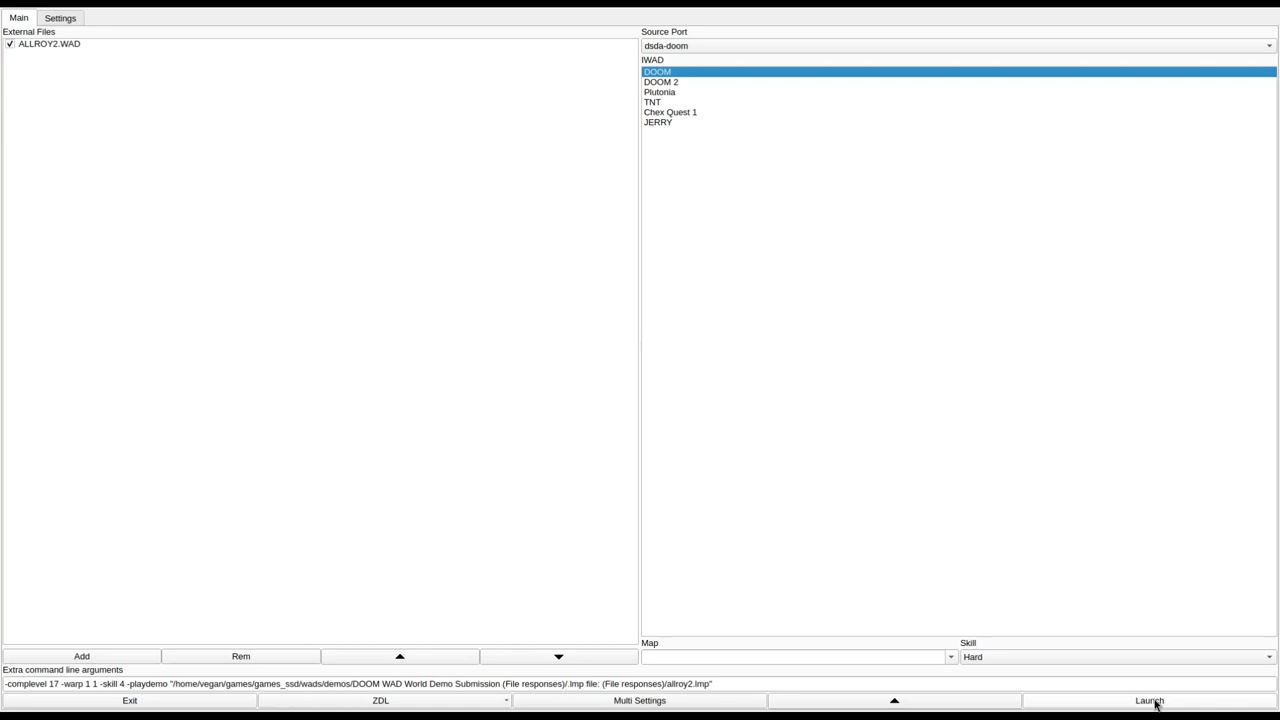 Main Settings
External Files
ALLROY2.WAD
Source Port
dsda-doom
IWAD
DOOM
DOOM 2
Plutonia
TNT
Chex Quest 1
JERRY
Map Skill
Hard
Add Rem
Extra command line arguments
-complevel 17 -warp 1 1 -skill 4 -playdemo "/home/vegan/games/games_ssd/wads/demos/DOOM WAD World Demo Submission (File responses)/.lmp file: (File responses)/allroy2.lmp"
Exit ZDL Multi Settings Launch